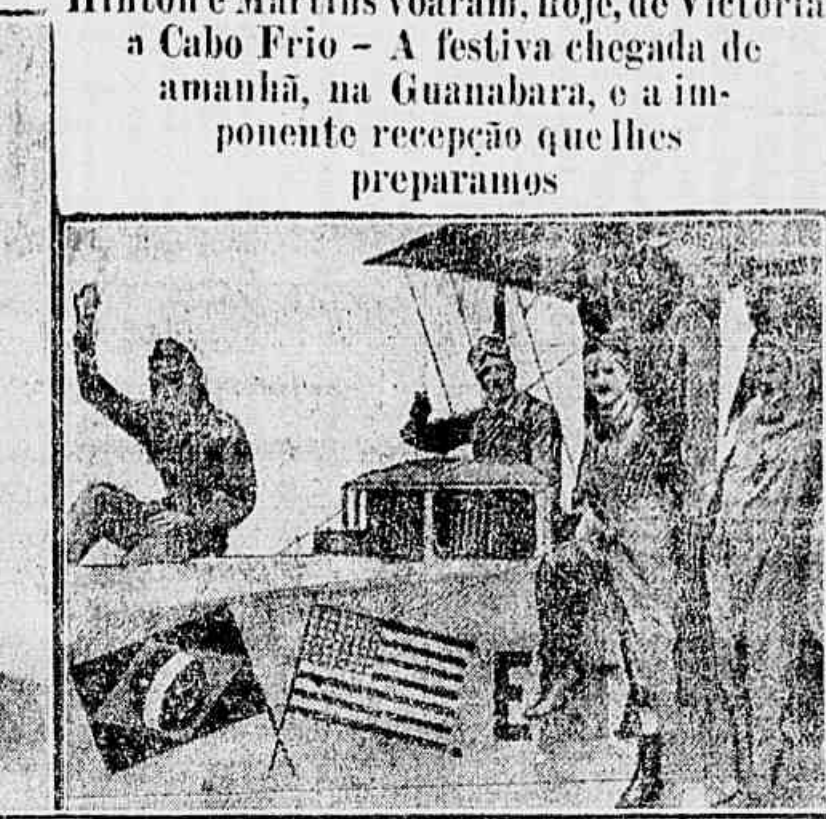 Hinton e Martins voaram, hoje, de Victoria
a Cabo Frio - A festiva chegada de
amanhã, na Guanabara, e a im-
ponente recepção que lhes
preparamos
E